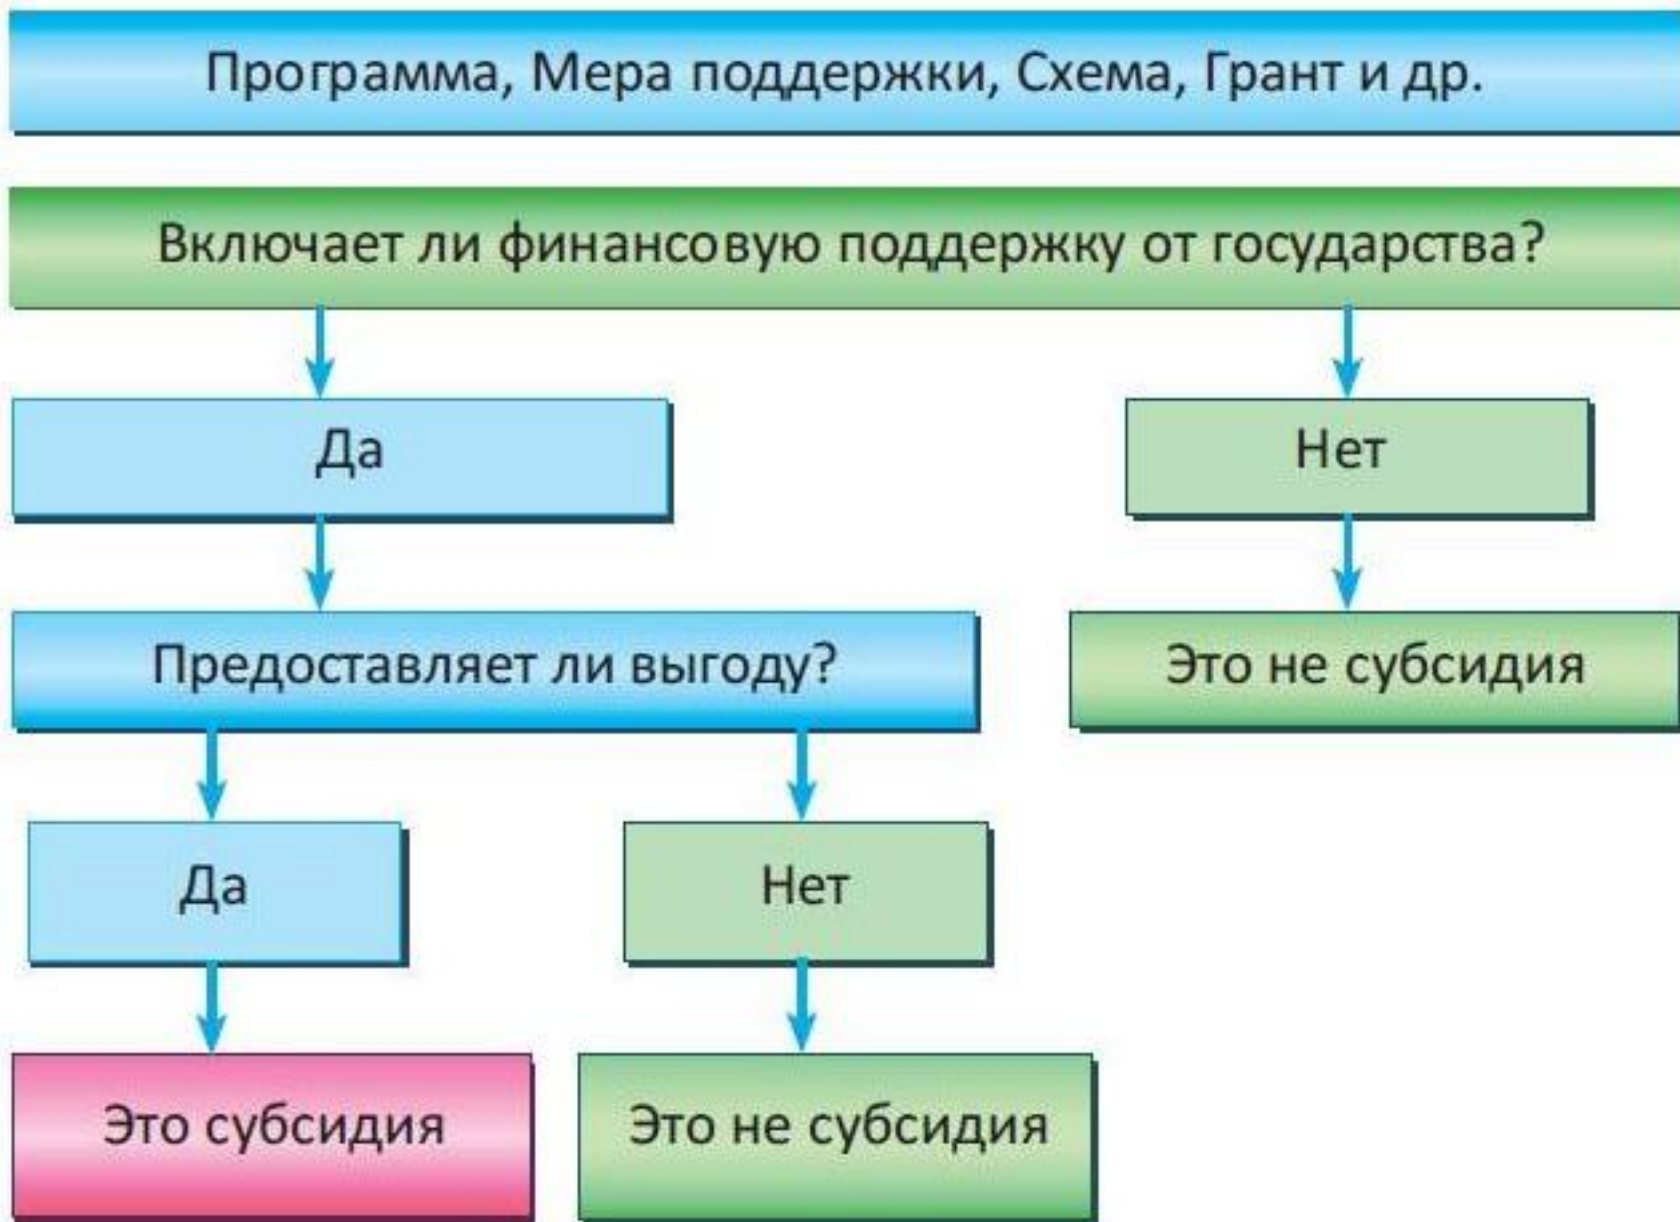 Программа, Мера поддержки, Схема, Грант и др.
Включает ли финансовую поддержку от государства?
Да
Нет
Предоставляет ли выгоду?
Это не субсидия
Да
Нет
Это субсидия
Это не субсидия